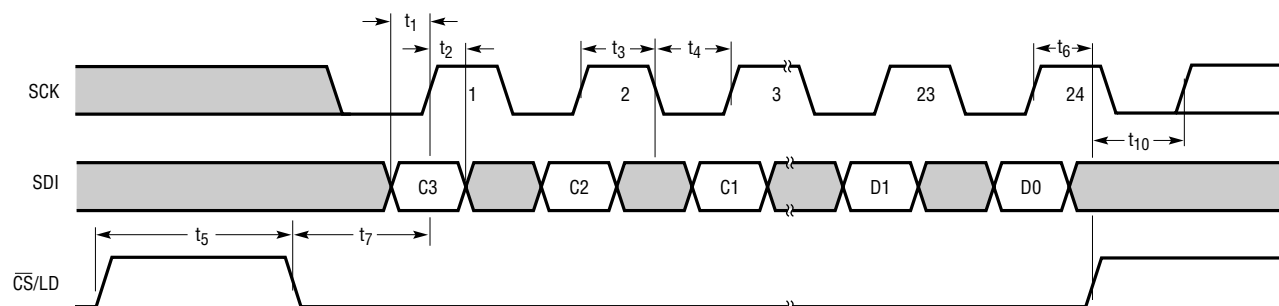 t1
t2 t3 t4 t6
SCK 1 2 3 23 24
t10
SDI C3 C2 C1 D1 D0
t5 t7
C̅S̅/LD